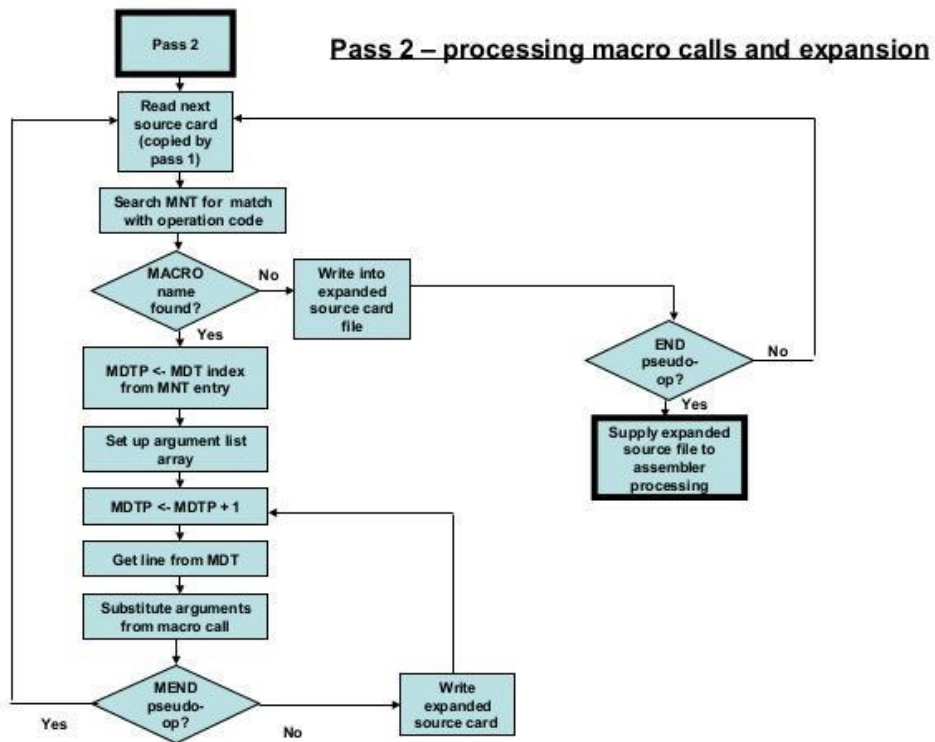 Pass 2
Pass 2 – processing macro calls and expansion
Read next
source card
(copied by
pass 1)
Search MNT for match
with operation code
MACRO
name
found?
No
Write into
expanded
source card
file
Yes
END
pseudo-
op?
No
Yes
MDTP <- MDT index
from MNT entry
Supply expanded
source file to
assembler
processing
Set up argument list
array
MDTP <- MDTP + 1
Get line from MDT
Substitute arguments
from macro call
MEND
pseudo-
op?
Yes
No
Write
expanded
source card